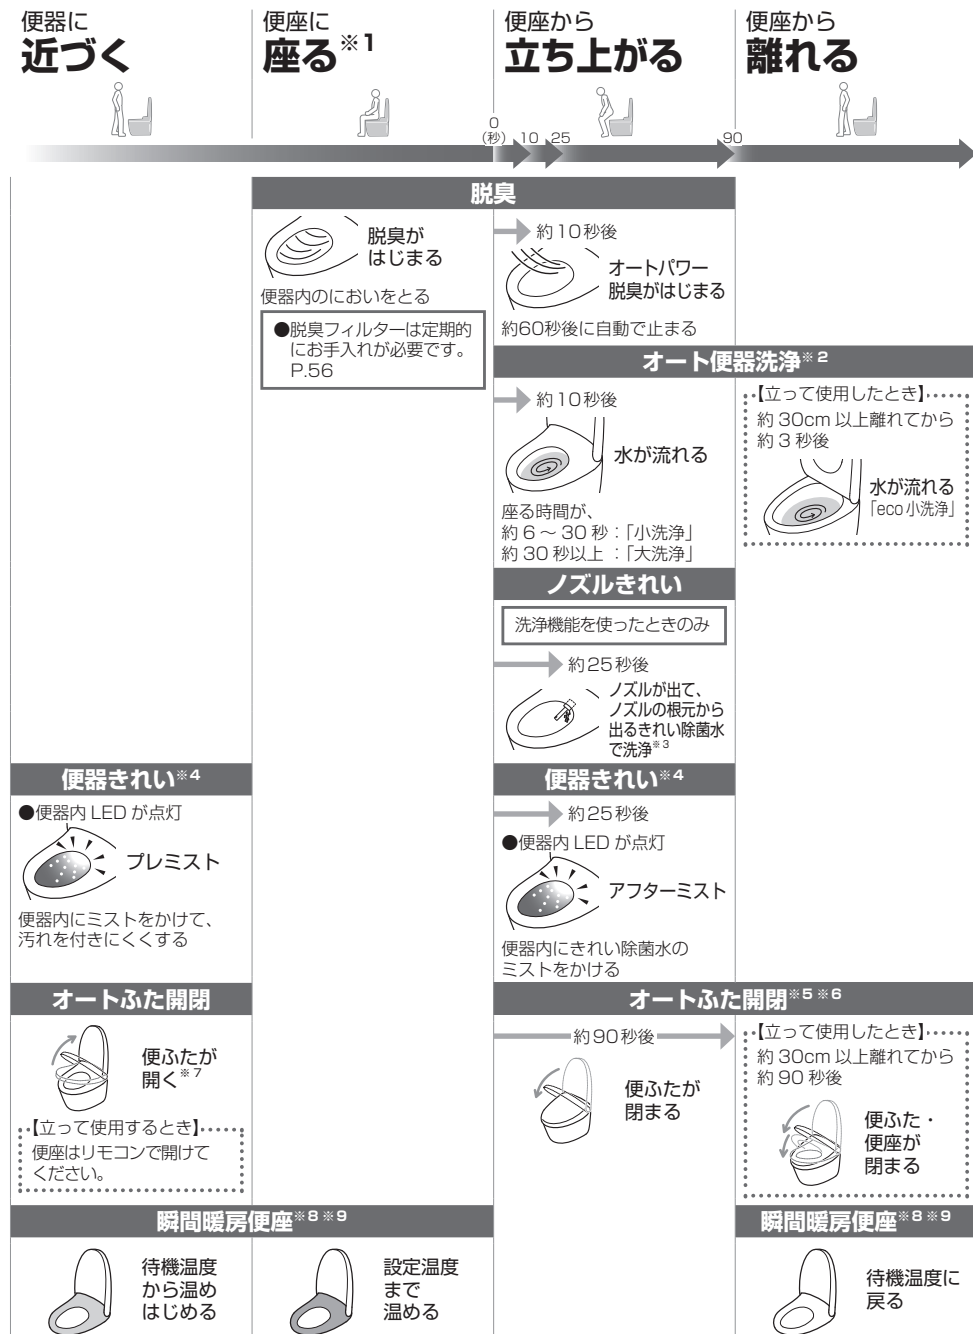 便器に
近づく
便座に
座る※1
便座から
立ち上がる
便座から
離れる
0
(秒)
10
25
90
脱臭
脱臭が
はじまる
便器内のにおいをとる
●脱臭フィルターは定期的
にお手入れが必要です。
P.56
約10秒後
オートパワー
脱臭がはじまる
約60秒後に自動で止まる
オート便器洗浄※2
約10秒後
水が流れる
座る時間が、
約6～30秒：「小洗浄」
約30秒以上：「大洗浄」
【立って使用したとき】
約30cm以上離れてから
約3秒後
水が流れる
「eco小洗浄」
ノズルきれい
洗浄機能を使ったときのみ
約25秒後
ノズルが出て、
ノズルの根元から
出るきれい除菌水
で洗浄※3
便器きれい※4
●便器内LEDが点灯
プレミスト
便器内にミストをかけて、
汚れを付きにくくする
便器きれい※4
約25秒後
●便器内LEDが点灯
アフターミスト
便器内にきれい除菌水の
ミストをかける
オートふた開閉
便ふたが
開く※7
【立って使用するとき】
便座はリモコンで開けて
ください。
オートふた開閉※5※6
約90秒後
便ふたが
閉まる
【立って使用したとき】
約30cm以上離れてから
約90秒後
便ふた・
便座が
閉まる
瞬間暖房便座※8※9
待機温度
から温め
はじめる
設定温度
まで
温める
瞬間暖房便座※8※9
待機温度に
戻る